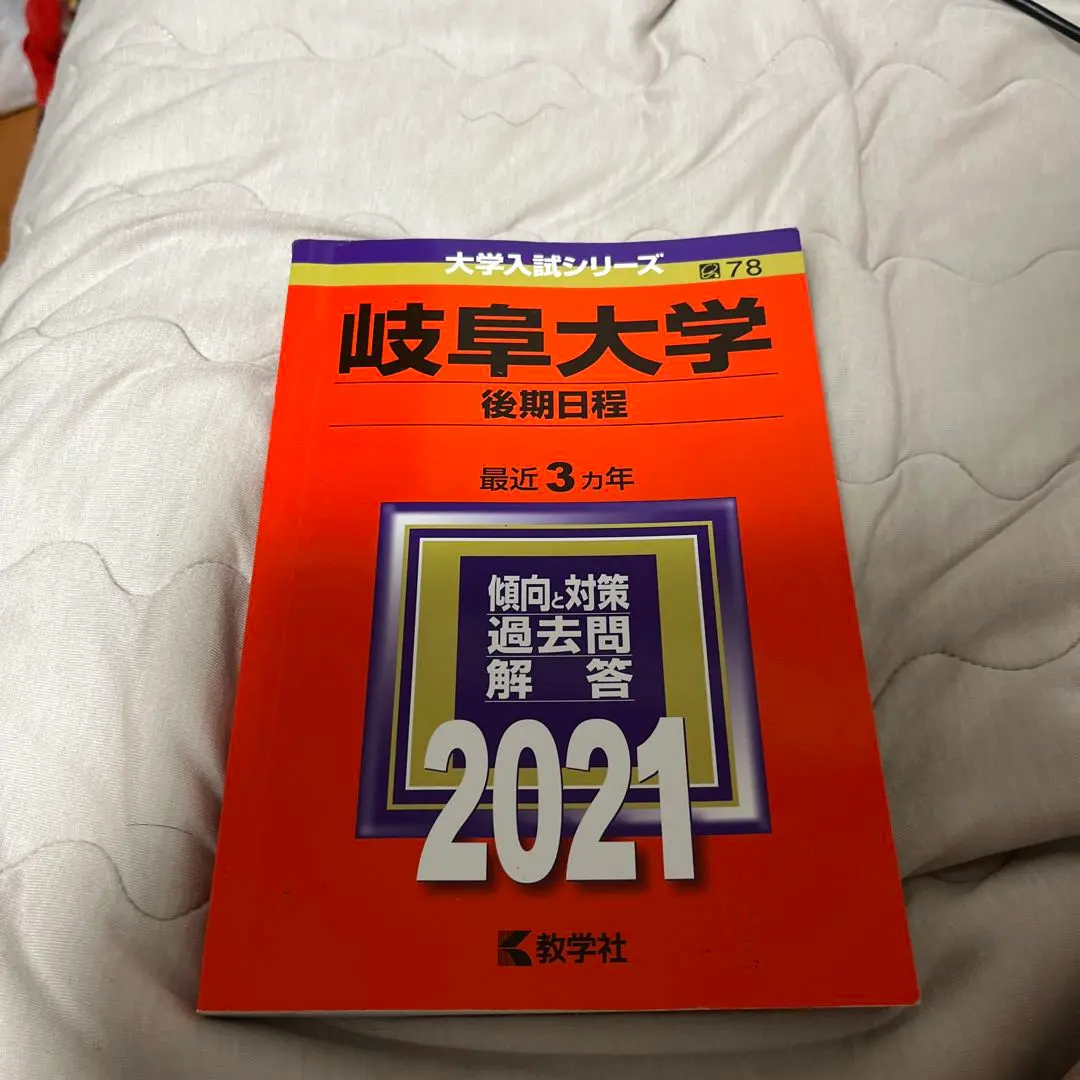 大学入試シリーズ
78
岐阜大学
後期日程
最近3カ年
傾向と対策
過去問
解答
2021
教学社